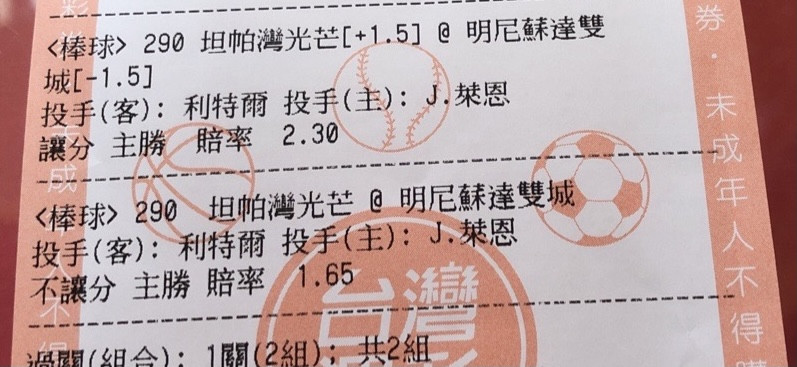 <棒球> 290 坦帕灣光芒[+1.5] @ 明尼蘇達雙
城[-1.5]
投手(客): 利特爾 投手(主): J.萊恩
讓分 主勝 賠率 2.30
<棒球> 290 坦帕灣光芒 @ 明尼蘇達雙城
投手(客): 利特爾 投手(主): J.萊恩
不讓分 主勝 賠率 1.65
過關(組合): 1關(2組); 共2組
台灣
券・未成年人不得購